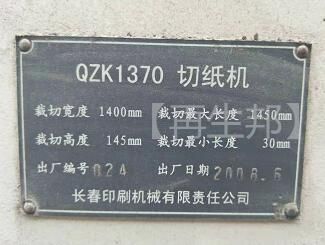 QZK1370 切纸机
裁切宽度 1400mm 裁切最大长度 1450mm
【再生邦】
裁切高度 145mm 裁切最小长度 30mm
出厂编号 024 出厂日期 2008.6
长春印刷机械有限责任公司